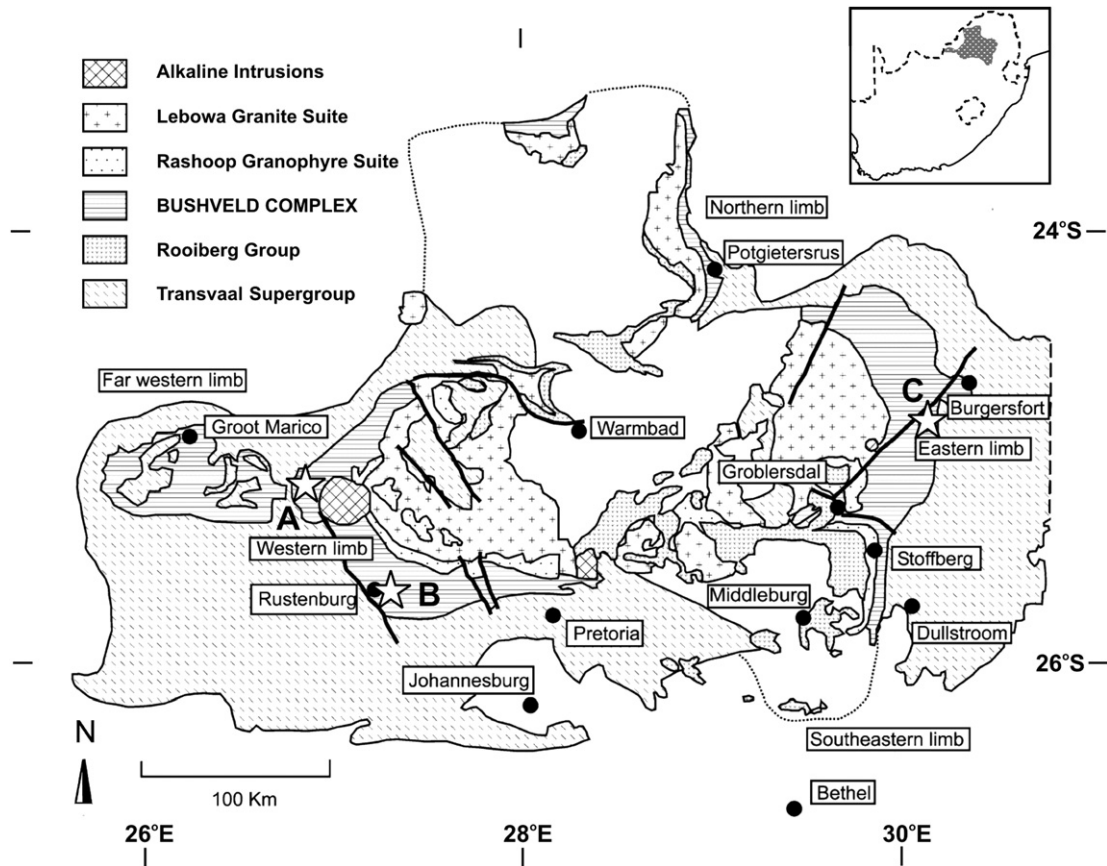 Alkaline Intrusions
Lebowa Granite Suite
Rashoop Granophyre Suite
BUSHVELD COMPLEX
Rooiberg Group
Transvaal Supergroup
Northern limb
24°S
Potgietersrus
Far western limb
Groot Marico
Warmbad
C
Burgersfort
Eastern limb
Groblersdal
A
Western limb
Stoffberg
Rustenburg
B
Middleburg
Pretoria
Dullstroom
26°S
Johannesburg
N
Southeastern limb
100 Km
Bethel
26°E
28°E
30°E